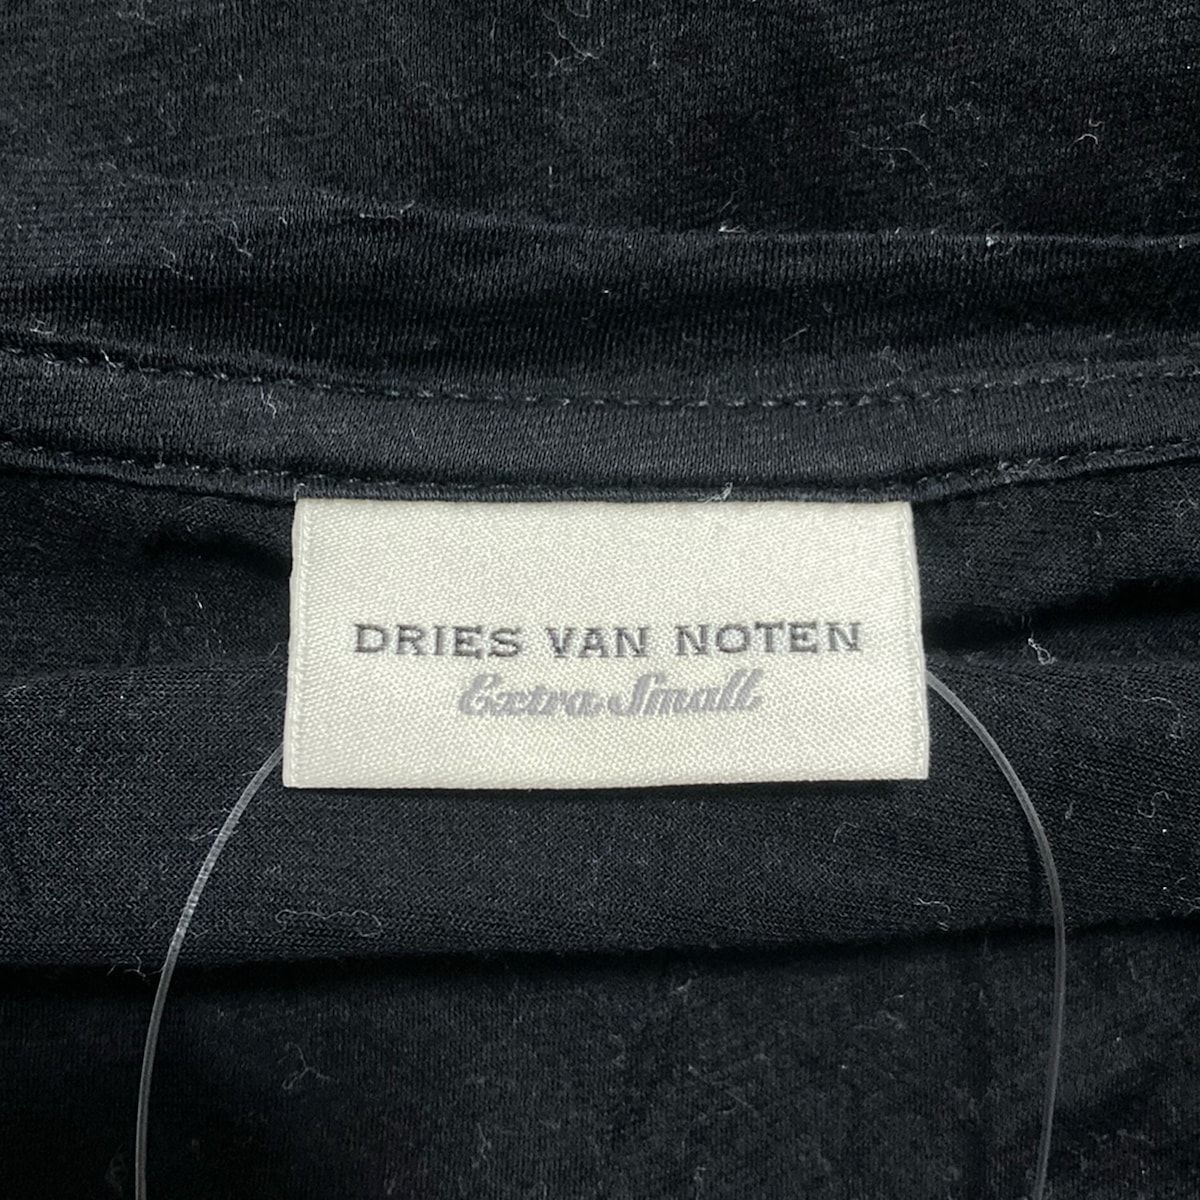 DRIES VAN NOTEN
Extra Small